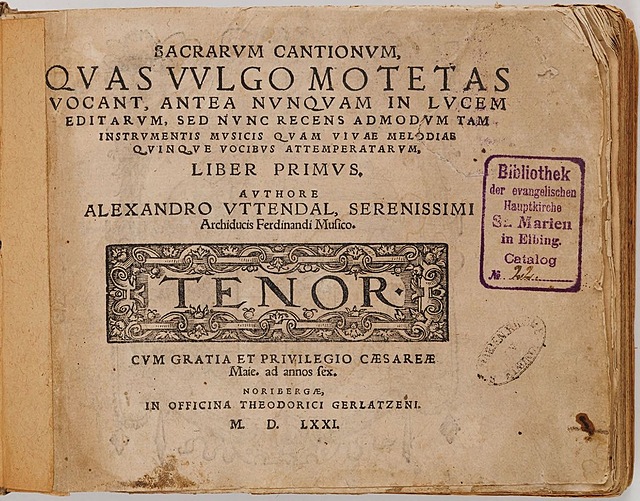 SACRARVM CANTIONVM,
QVAS VVLGO MOTETAS
VOCANT, ANTEA NVNQVAM IN LVCEM
EDITARVM, SED NVNC RECENS ADMODVM TAM
INSTRVMENTIS MVSICIS QVAM VIVAE MELODIAE
QVINQVE VOCIBVS ATTEMPERATARVM,
LIBER PRIMVS.
AVTHORE
ALEXANDRO VTTENDAL, SERENISSIMI
Archiducis Ferdinandi Muſico.
TENOR.
CVM GRATIA ET PRIVILEGIO CÆSAREÆ
Maie. ad annos ſex.
NORIBERGÆ,
IN OFFICINA THEODORICI GERLATZENI.
M. D. LXXI.
Bibliothek
der evangelischen
Hauptkirche
St. Marien
in Elbing.
Catalog
№ 22